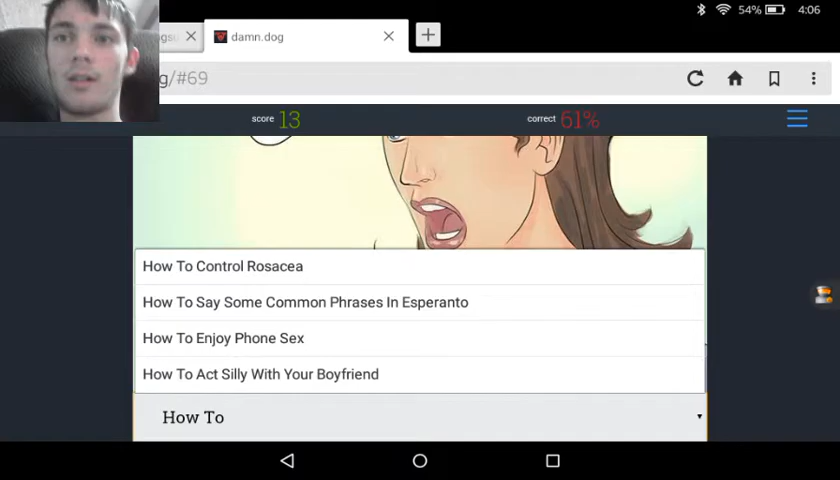 54% 4:06
damn.dog
g/#69
score 13 correct 61%
How To Control Rosacea
How To Say Some Common Phrases In Esperanto
How To Enjoy Phone Sex
How To Act Silly With Your Boyfriend
How To